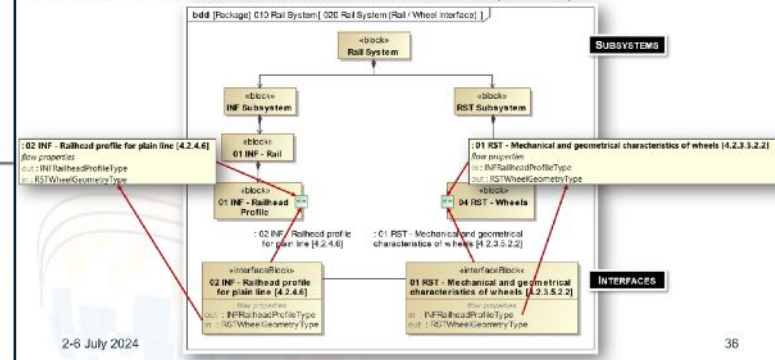 bdd [Package] 010 Rail System[ 020 Rail System (Rail / Wheel Interface) ]
«block»
Rail System
SUBSYSTEMS
«block»
INF Subsystem
«block»
RST Subsystem
«block»
01 INF - Rail
: 02 INF - Railhead profile for plain line [4.2.4.6]
flow properties
out : INFRailheadProfileType
in : RSTWheelGeometryType
: 01 RST - Mechanical and geometrical characteristics of wheels [4.2.3.5.2.2]
flow properties
in : INFRailheadProfileType
out : RSTWheelGeometryType
«block»
01 INF - Railhead
Profile
«block»
04 RST - Wheels
: 02 INF - Railhead profile
for plain line [4.2.4.6]
: 01 RST - Mechanical and geometrical
characteristics of wheels [4.2.3.5.2.2]
«interfaceBlock»
02 INF - Railhead profile
for plain line [4.2.4.6]
flow properties
out : INFRailheadProfileType
in : RSTWheelGeometryType
«interfaceBlock»
01 RST - Mechanical and geometrical
characteristics of wheels [4.2.3.5.2.2]
flow properties
in : INFRailheadProfileType
out : RSTWheelGeometryType
INTERFACES
2-6 July 2024
36